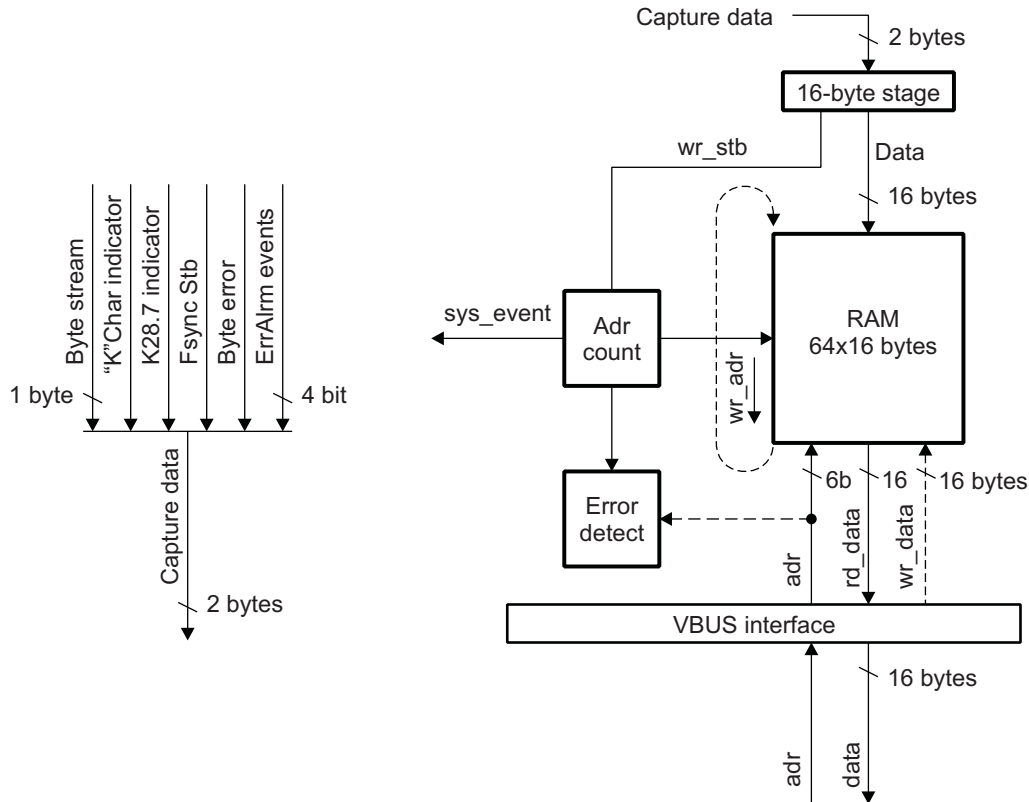 Capture data
2 bytes
16-byte stage
wr_stb
Data
16 bytes
sys_event
Adr
count
RAM
64x16 bytes
wr_adr
Error
detect
6b
16
16 bytes
adr
rd_data
wr_data
VBUS interface
16 bytes
adr
data
Byte stream
“K”Char indicator
K28.7 indicator
Fsync Stb
Byte error
ErrAlrm events
1 byte
4 bit
Capture data
2 bytes